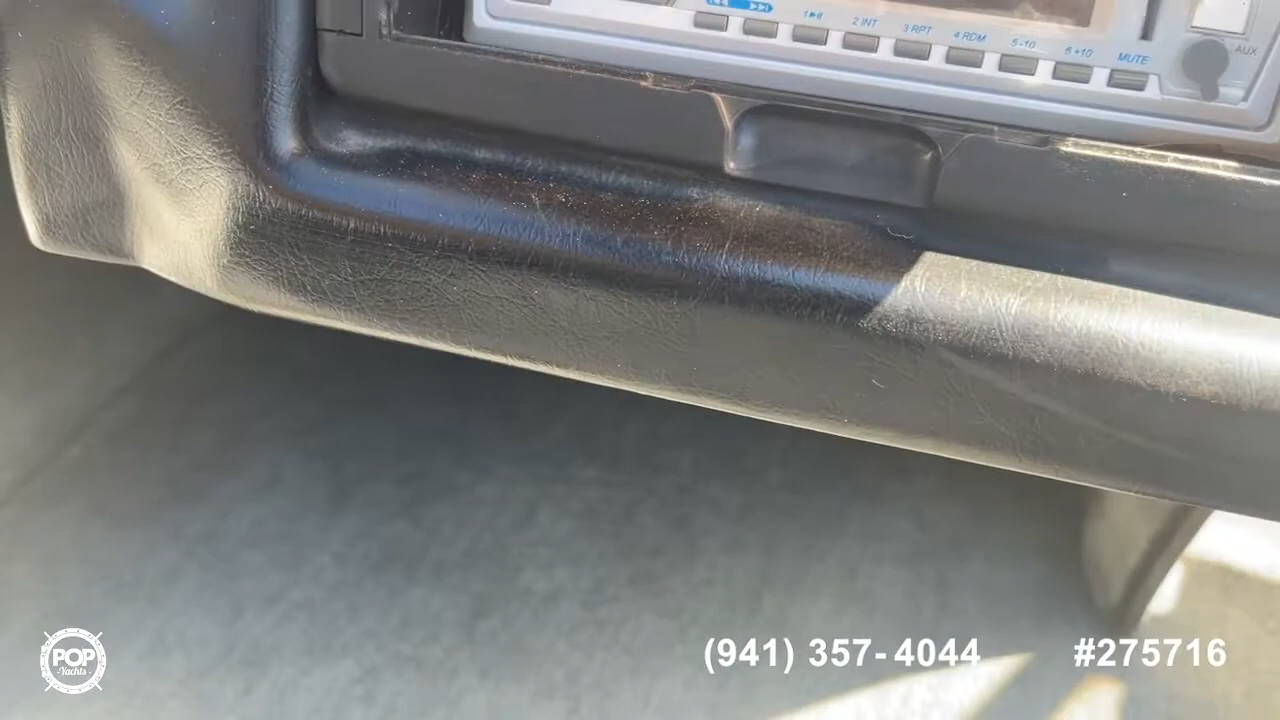 1 2 INT 3 RPT 4 RDM 5 -10 6 +10 MUTE AUX
POP
Yachts
(941) 357-4044 #275716